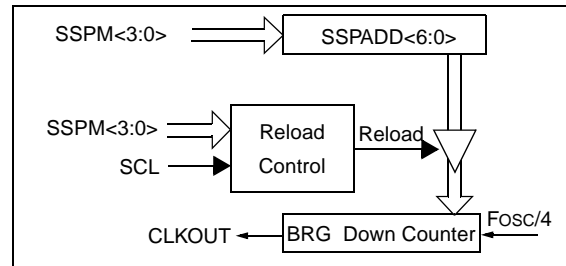 SSPM<3:0>
SSPADD<6:0>
SSPM<3:0>
SCL
Reload
Control
Reload
CLKOUT
BRG Down Counter
FOSC/4